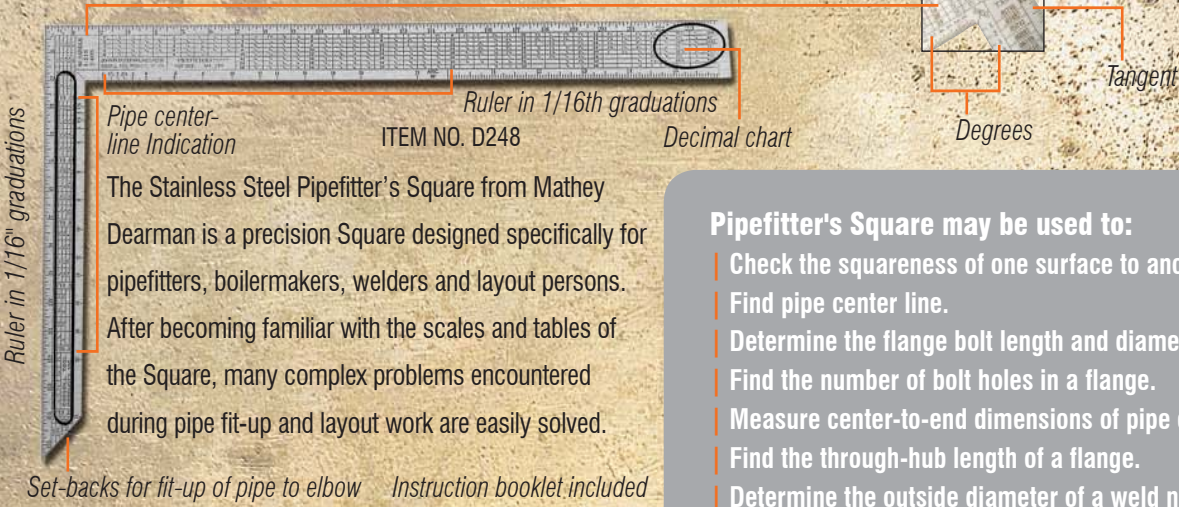 Tangent
Degrees
Ruler in 1/16" graduations
Pipe center-
line Indication
Ruler in 1/16th graduations
Decimal chart
ITEM NO. D248
The Stainless Steel Pipefitter's Square from Mathey
Dearman is a precision Square designed specifically for
pipefitters, boilermakers, welders and layout persons.
After becoming familiar with the scales and tables of
the Square, many complex problems encountered
during pipe fit-up and layout work are easily solved.
Set-backs for fit-up of pipe to elbow
Instruction booklet included
Pipefitter's Square may be used to:
Check the squareness of one surface to
Find pipe center line.
Determine the flange bolt length and
Find the number of bolt holes in a flange.
Measure center-to-end dimensions of pipe
Find the through-hub length of a flange.
Determine the outside diameter of a weld